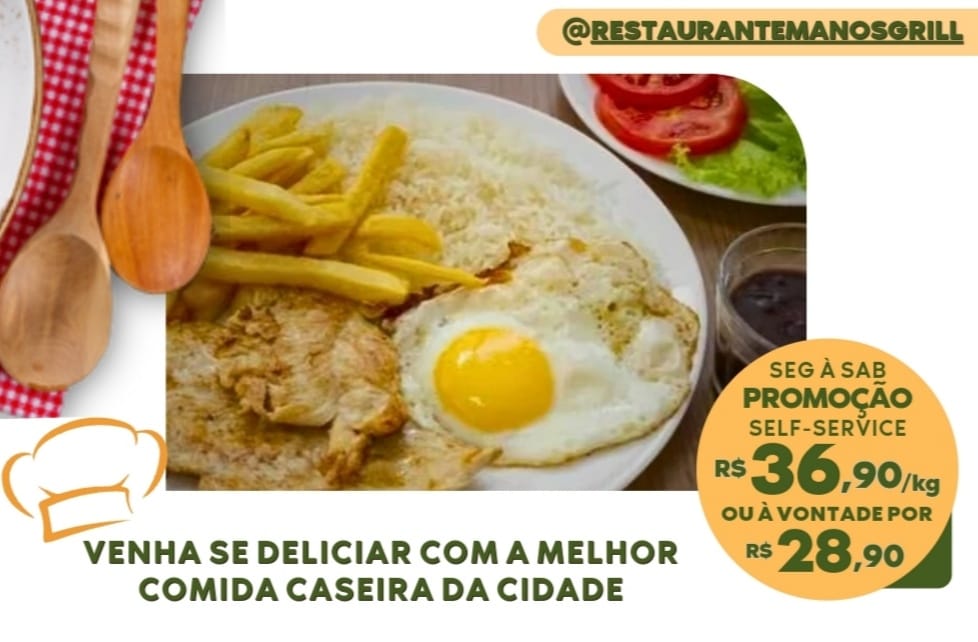 @RESTAURANTEMANOSGRILL
SEG À SAB
PROMOÇÃO
SELF-SERVICE
R$ 36,90/kg
OU À VONTADE POR
R$ 28,90
VENHA SE DELICIAR COM A MELHOR
COMIDA CASEIRA DA CIDADE